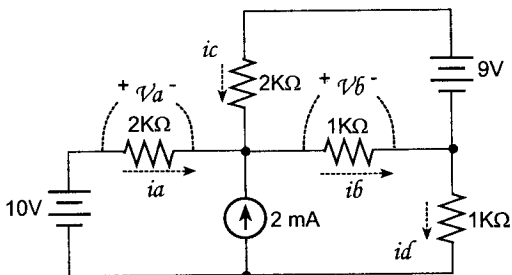 ic
2KΩ
9V
+ Va -
+ Vb -
2KΩ
1KΩ
ia
ib
10V
2 mA
id
1KΩ